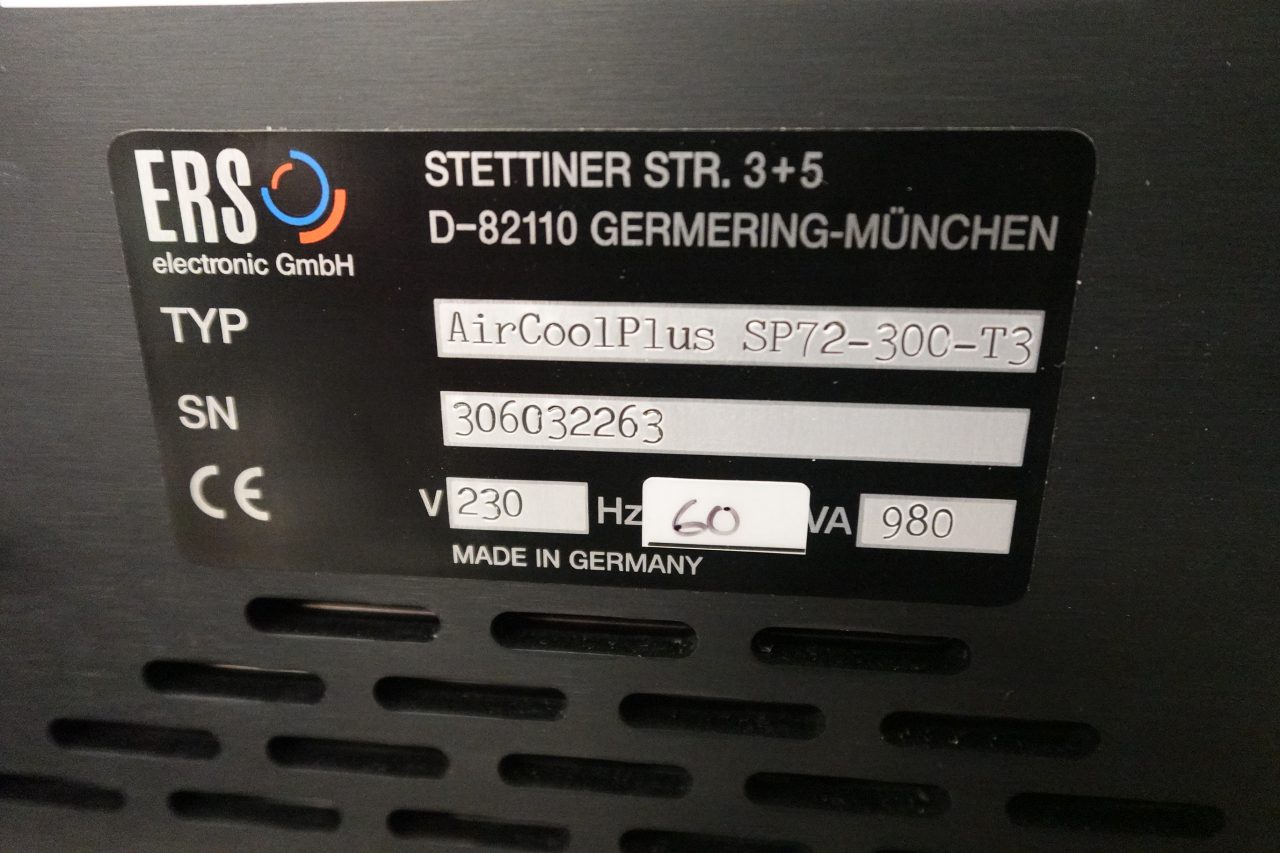 ERS
electronic GmbH
STETTINER STR. 3+5
D-82110 GERMERING-MÜNCHEN
TYP AirCoolPlus SP72-300-T3
SN 306032263
CE V 230 Hz 60 VA 980
MADE IN GERMANY